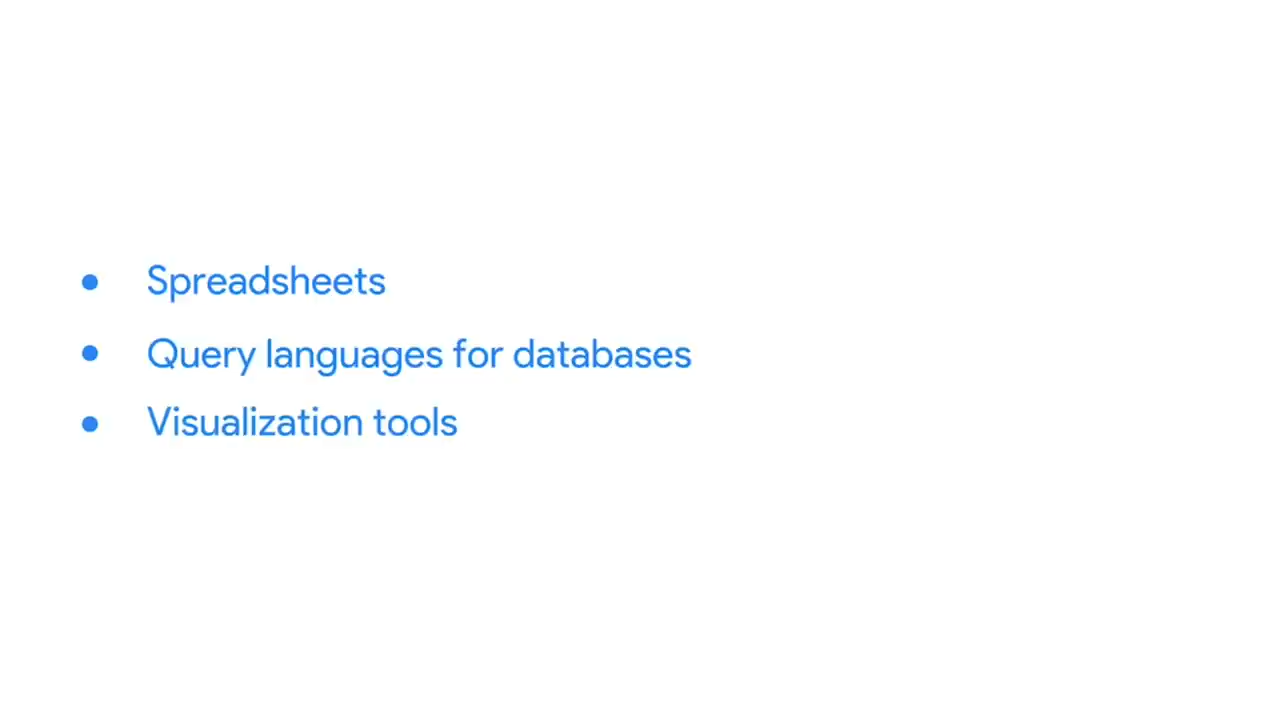 • Spreadsheets
• Query languages for databases
• Visualization tools